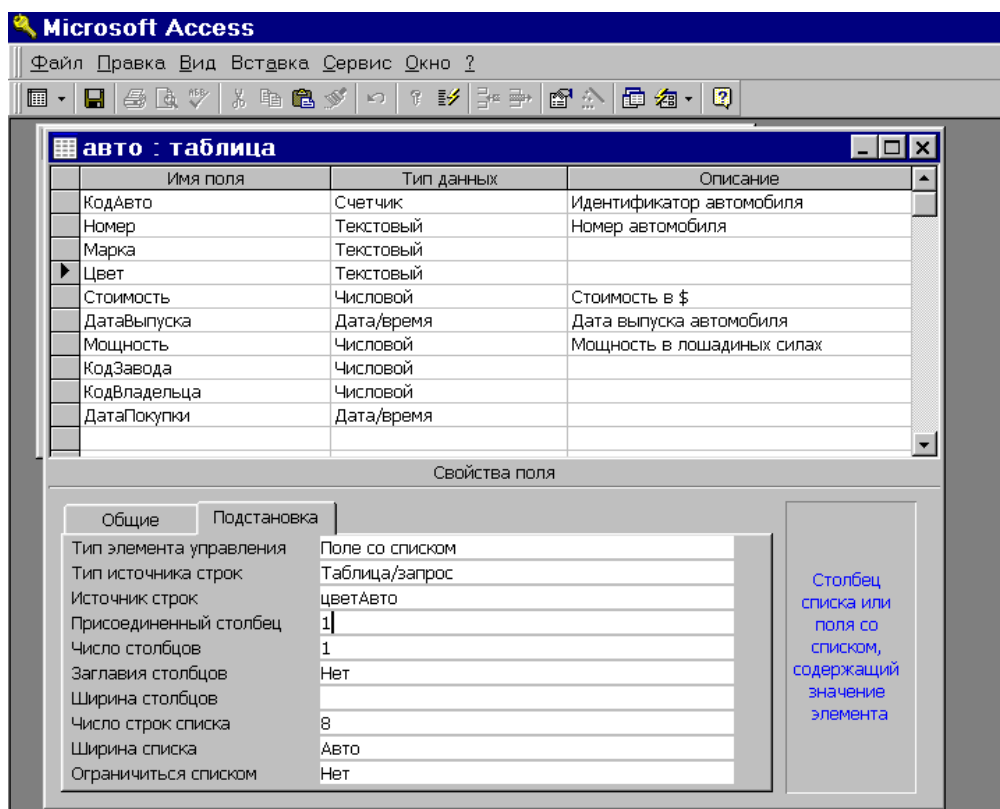 Microsoft Access
Файл Правка Вид Вставка Сервис Окно ?
авто : таблица
Имя поля Тип данных Описание
КодАвто Счетчик Идентификатор автомобиля
Номер Текстовый Номер автомобиля
Марка Текстовый
Цвет Текстовый
Стоимость Числовой Стоимость в $
ДатаВыпуска Дата/время Дата выпуска автомобиля
Мощность Числовой Мощность в лошадиных силах
КодЗавода Числовой
КодВладельца Числовой
ДатаПокупки Дата/время
Свойства поля
Общие Подстановка
Тип элемента управления Поле со списком
Тип источника строк Таблица/запрос
Источник строк цветАвто
Присоединенный столбец 1
Число столбцов 1
Заглавия столбцов Нет
Ширина столбцов
Число строк списка 8
Ширина списка Авто
Ограничиться списком Нет
Столбец
списка или
поля со
списком,
содержащий
значение
элемента